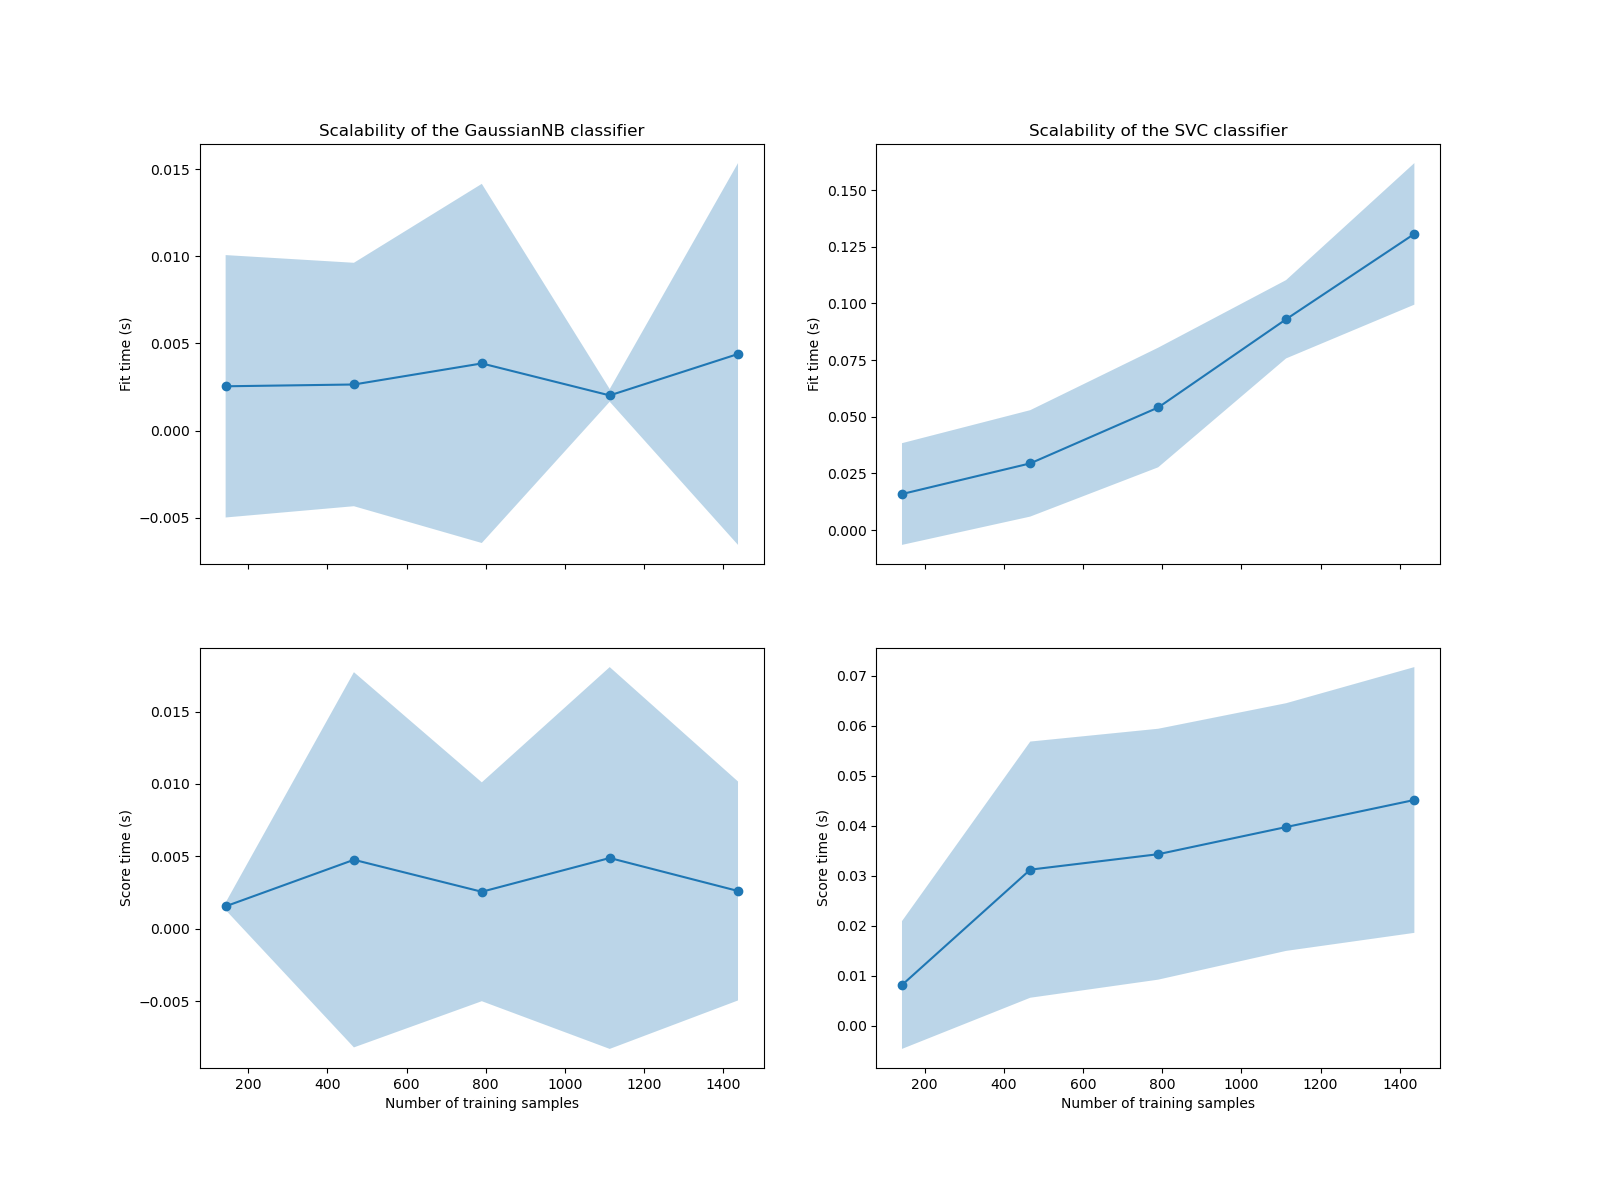 Scalability of the GaussianNB classifier
0.015
0.010
0.005
0.000
−0.005
Fit time (s)
Scalability of the SVC classifier
0.150
0.125
0.100
0.075
0.050
0.025
0.000
Fit time (s)
0.015
0.010
0.005
0.000
−0.005
Score time (s)
200 400 600 800 1000 1200 1400
Number of training samples
0.07
0.06
0.05
0.04
0.03
0.02
0.01
0.00
Score time (s)
200 400 600 800 1000 1200 1400
Number of training samples